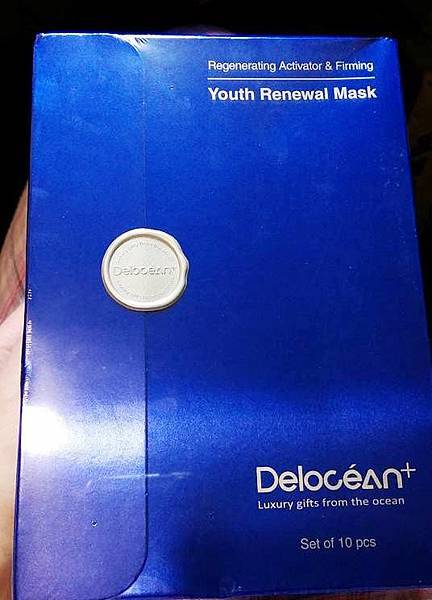 Regenerating Activator & Firming
Youth Renewal Mask
Delocéan+
Delocéan+
Luxury gifts from the ocean
Set of 10 pcs